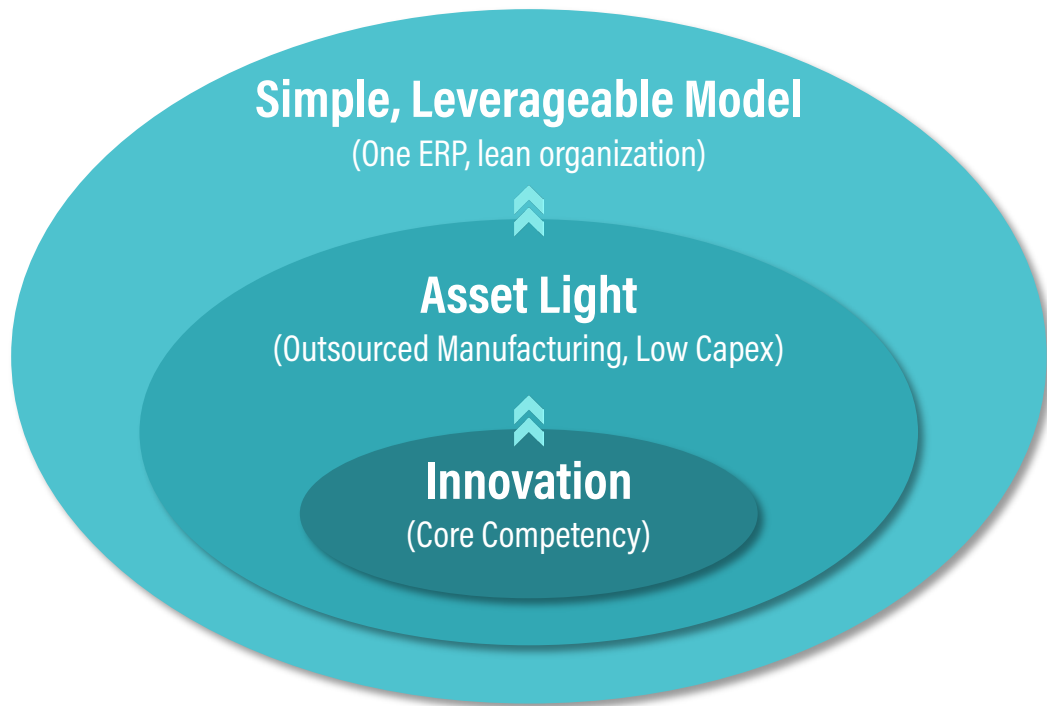 Simple, Leverageable Model
(One ERP, lean organization)
Asset Light
(Outsourced Manufacturing, Low Capex)
Innovation
(Core Competency)